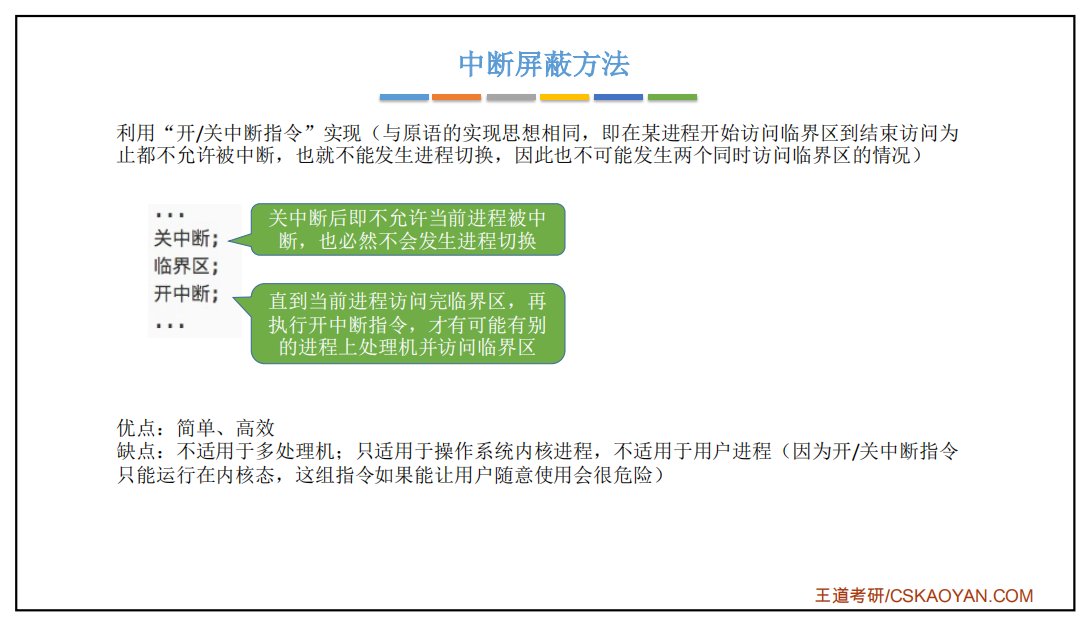 中断屏蔽方法
利用“开/关中断指令”实现（与原语的实现思想相同，即在某进程开始访问临界区到结束访问为
止都不允许被中断，也就不能发生进程切换，因此也不可能发生两个同时访问临界区的情况）
...
关中断;
临界区;
开中断;
...
关中断后即不允许当前进程被中
断，也必然不会发生进程切换
直到当前进程访问完临界区，再
执行开中断指令，才有可能有别
的进程上处理机并访问临界区
优点：简单、高效
缺点：不适用于多处理机；只适用于操作系统内核进程，不适用于用户进程（因为开/关中断指令
只能运行在内核态，这组指令如果能让用户随意使用会很危险）
王道考研/CSKAOYAN.COM